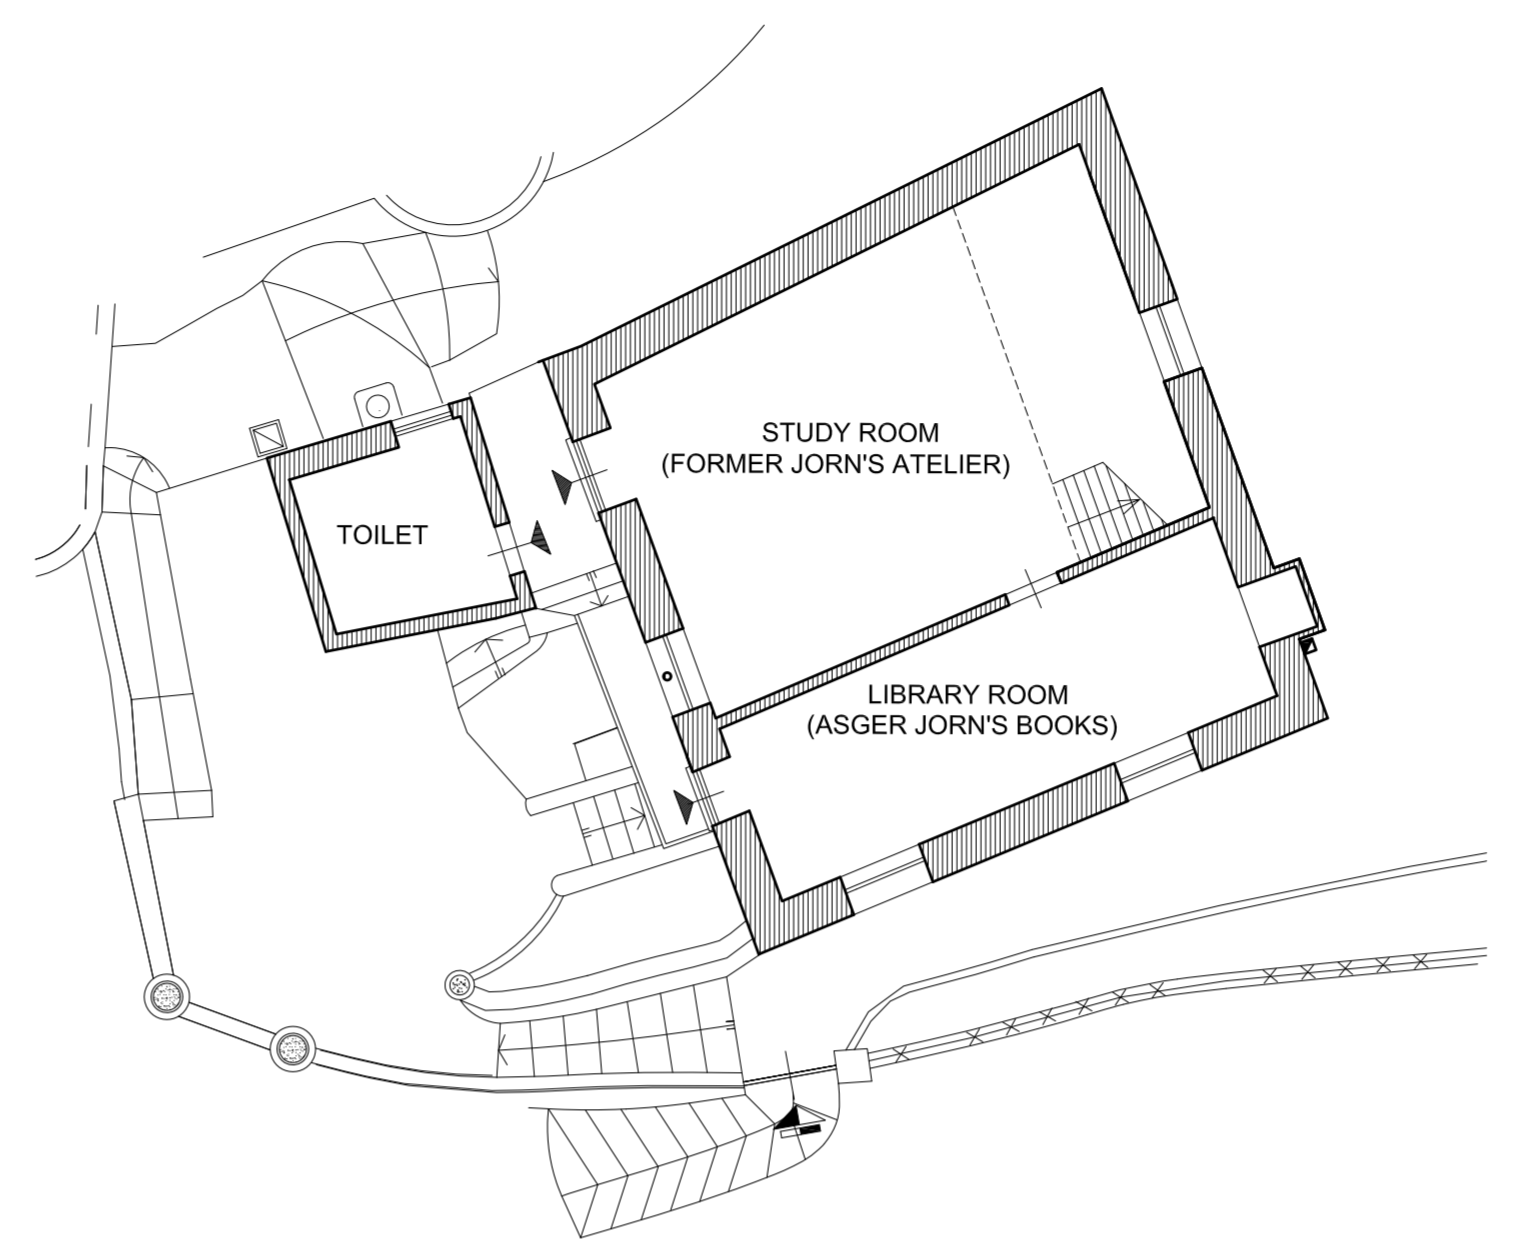 STUDY ROOM
(FORMER JORN'S ATELIER)
TOILET
LIBRARY ROOM
(ASGER JORN'S BOOKS)